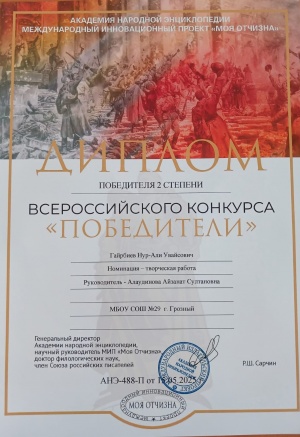 АКАДЕМИЯ НАРОДНОЙ ЭНЦИКЛОПЕДИИ
МЕЖДУНАРОДНЫЙ ИННОВАЦИОННЫЙ ПРОЕКТ «МОЯ ОТЧИЗНА»
ДИПЛОМ
ПОБЕДИТЕЛЯ 2 СТЕПЕНИ
ВСЕРОССИЙСКОГО КОНКУРСА
«ПОБЕДИТЕЛИ»
Гайрбиев Нур-Али Увайсович
Номинация – творческая работа
Руководитель - Алаудинова Айзанат Султановна
МБОУ СОШ №29 г. Грозный
Генеральный директор
Академии народной энциклопедии,
научный руководитель МИП «Моя Отчизна»,
доктор филологических наук,
член Союза российских писателей
Р.Ш. Сарчин
АНЭ-488-П от 15.05.2025
МОЯ ОТЧИЗНА